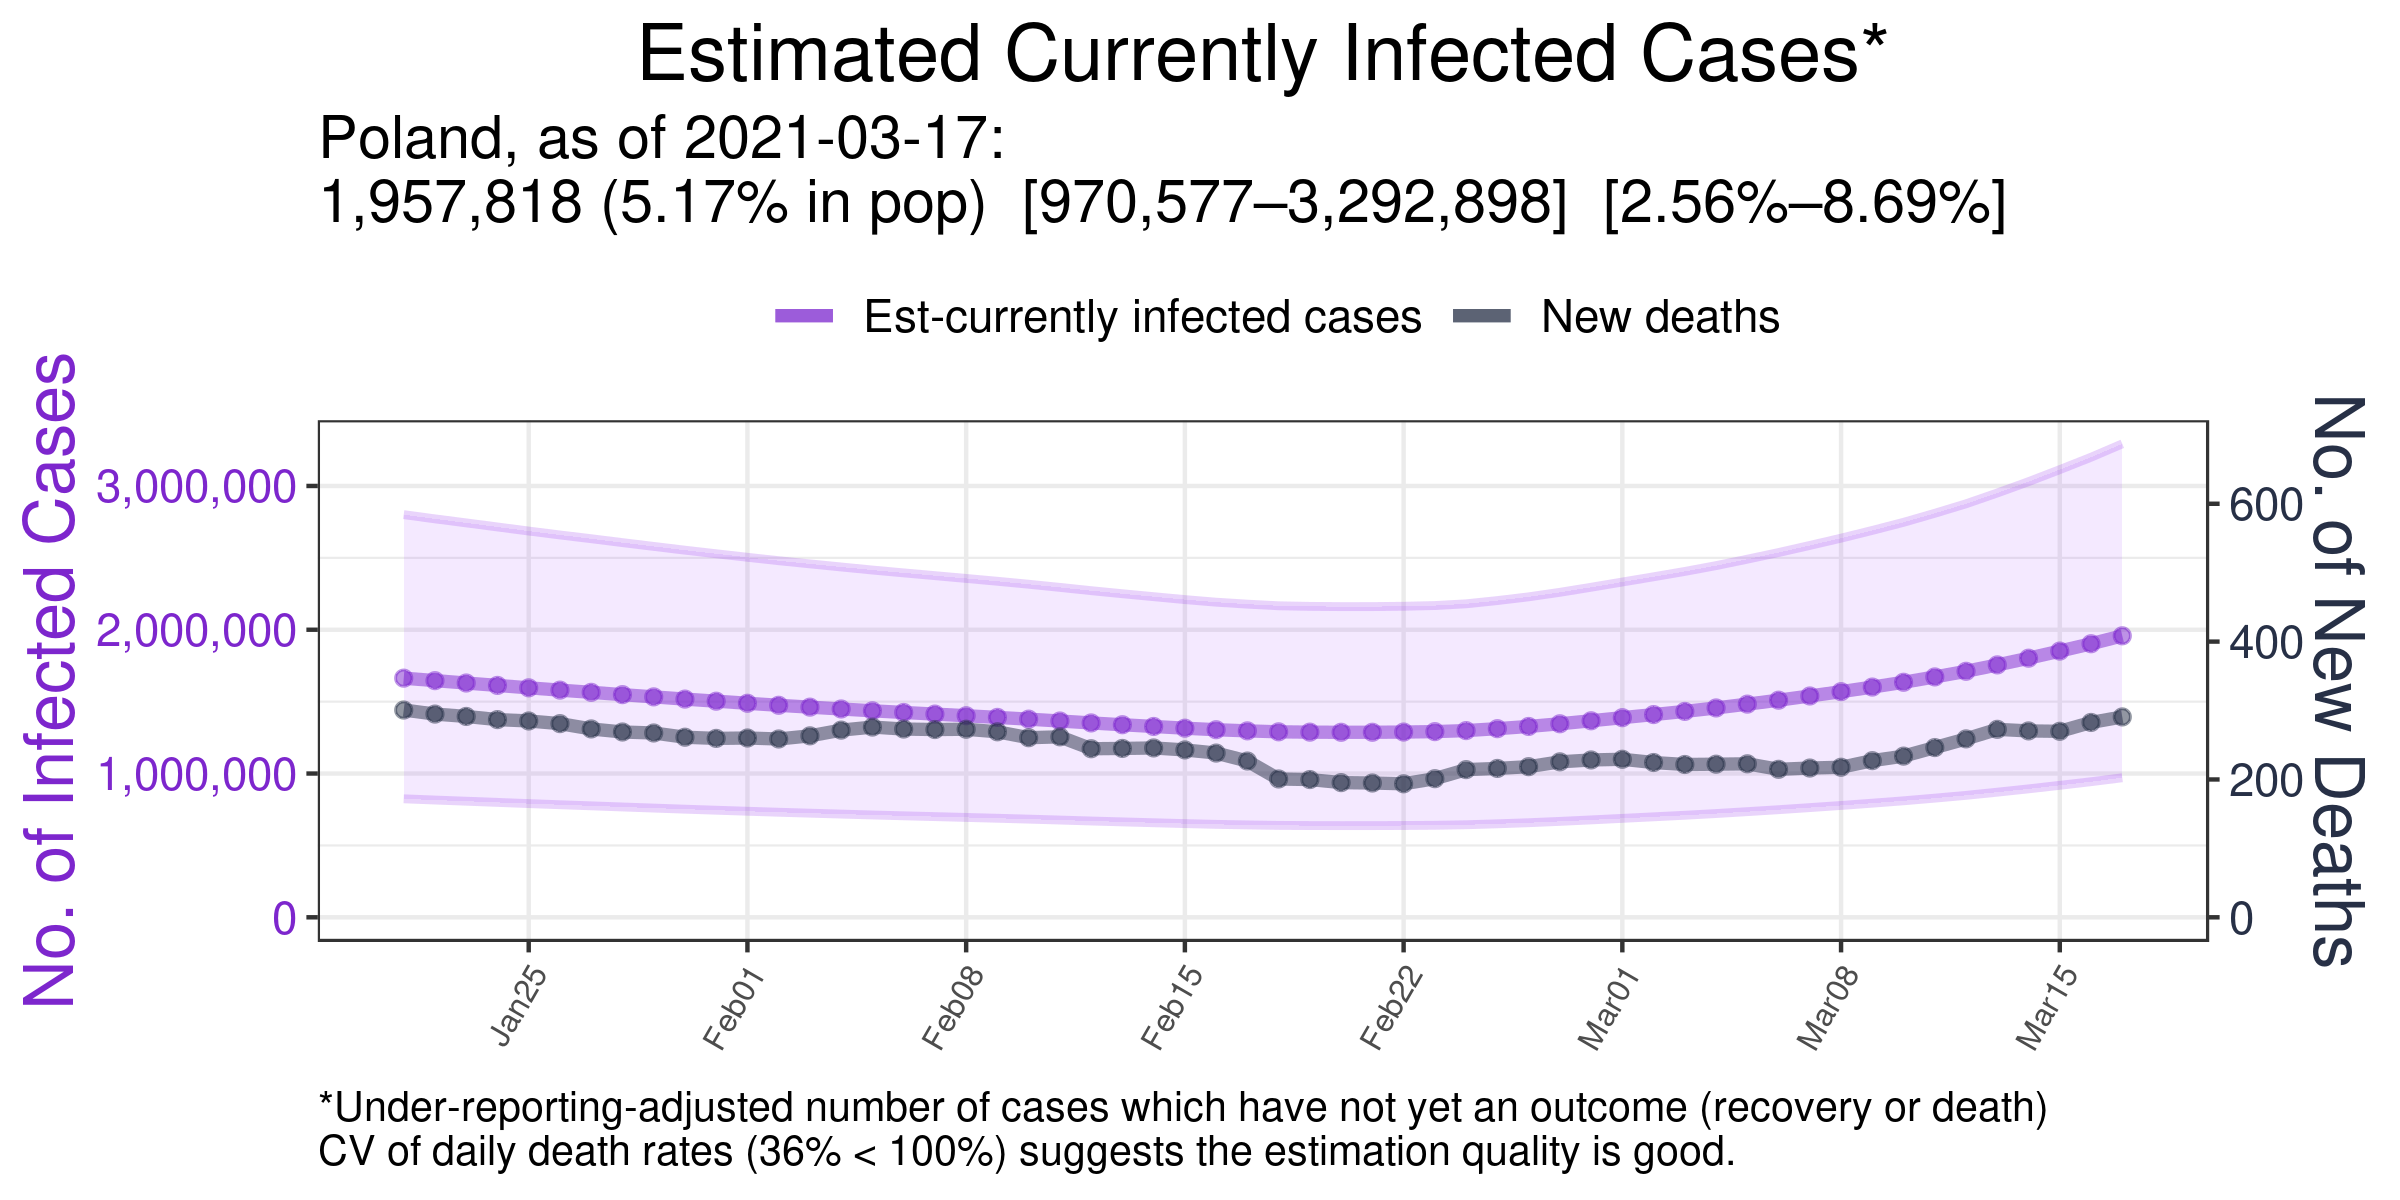 Estimated Currently Infected Cases*
Poland, as of 2021-03-17:
1,957,818 (5.17% in pop)  [970,577–3,292,898]  [2.56%–8.69%]
Est-currently infected cases
New deaths
No. of Infected Cases
3,000,000
2,000,000
1,000,000
0
600
400
200
0
No. of New Deaths
Jan25
Feb01
Feb08
Feb15
Feb22
Mar01
Mar08
Mar15
*Under-reporting-adjusted number of cases which have not yet an outcome (recovery or death)
CV of daily death rates (36% < 100%) suggests the estimation quality is good.